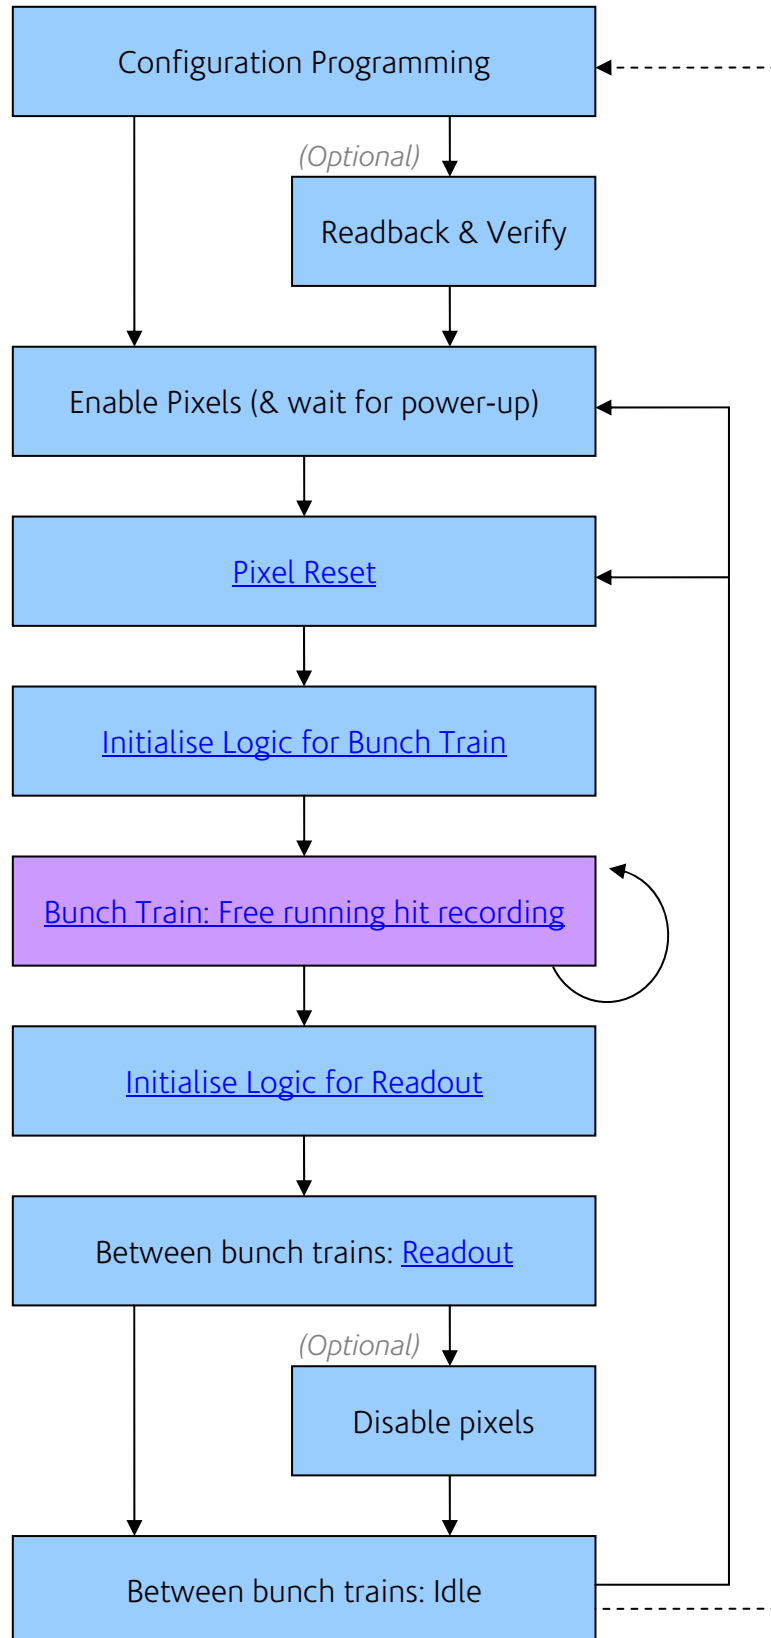 Configuration Programming
(Optional)
Readback & Verify
Enable Pixels (& wait for power-up)
Pixel Reset
Initialise Logic for Bunch Train
Bunch Train: Free running hit recording
Initialise Logic for Readout
Between bunch trains: Readout
(Optional)
Disable pixels
Between bunch trains: Idle